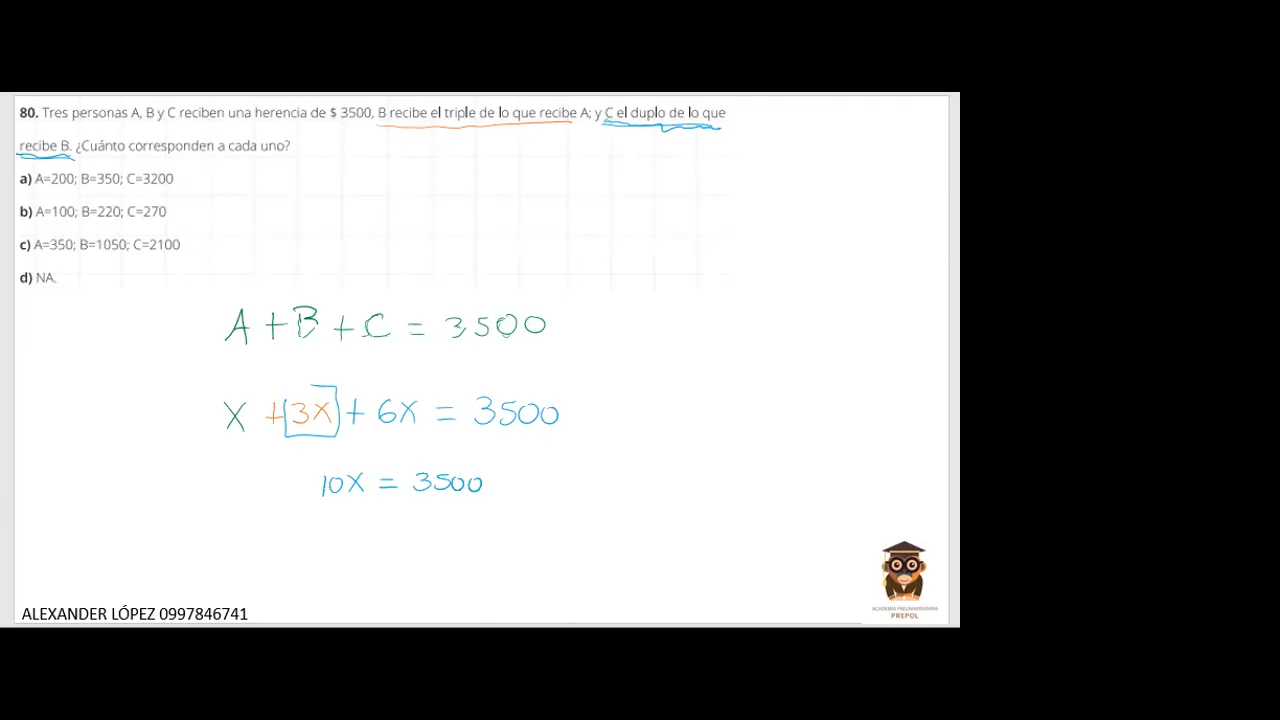 80. Tres personas A, B y C reciben una herencia de $ 3500, B recibe el triple de lo que recibe A; y C el duplo de lo que
recibe B. ¿Cuánto corresponden a cada uno?
a) A=200; B=350; C=3200
b) A=100; B=220; C=270
c) A=350; B=1050; C=2100
d) NA.
A + B + C = 3500
X + 3X + 6X = 3500
10X = 3500
ACADEMIA PREUNIVERSITARIA
PREPOL
ALEXANDER LÓPEZ 0997846741